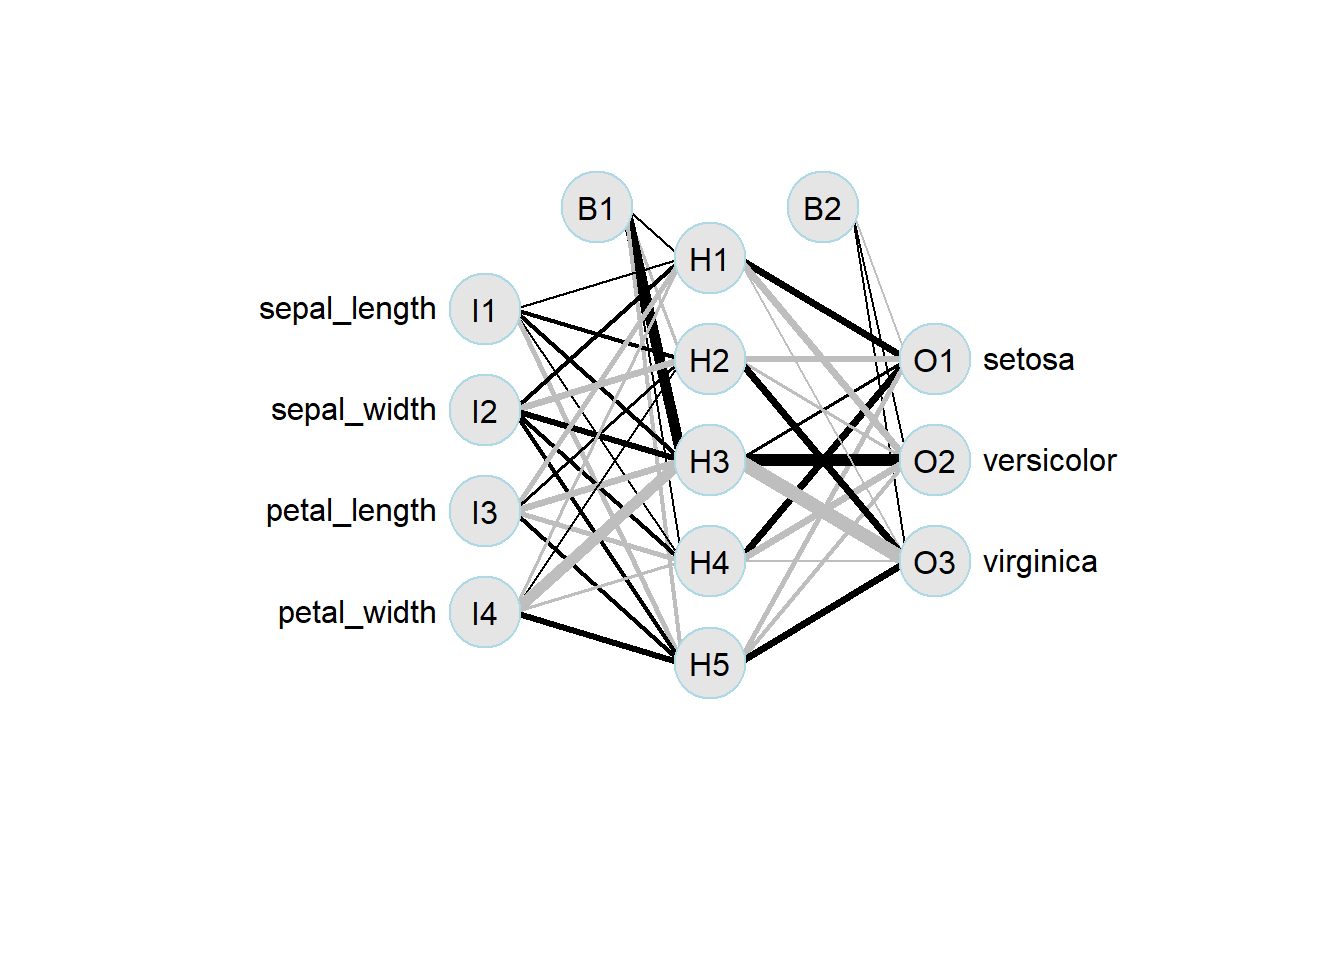 B1
B2
H1
sepal_length I1
H2
O1 setosa
sepal_width I2
H3
O2 versicolor
petal_length I3
H4
O3 virginica
petal_width I4
H5